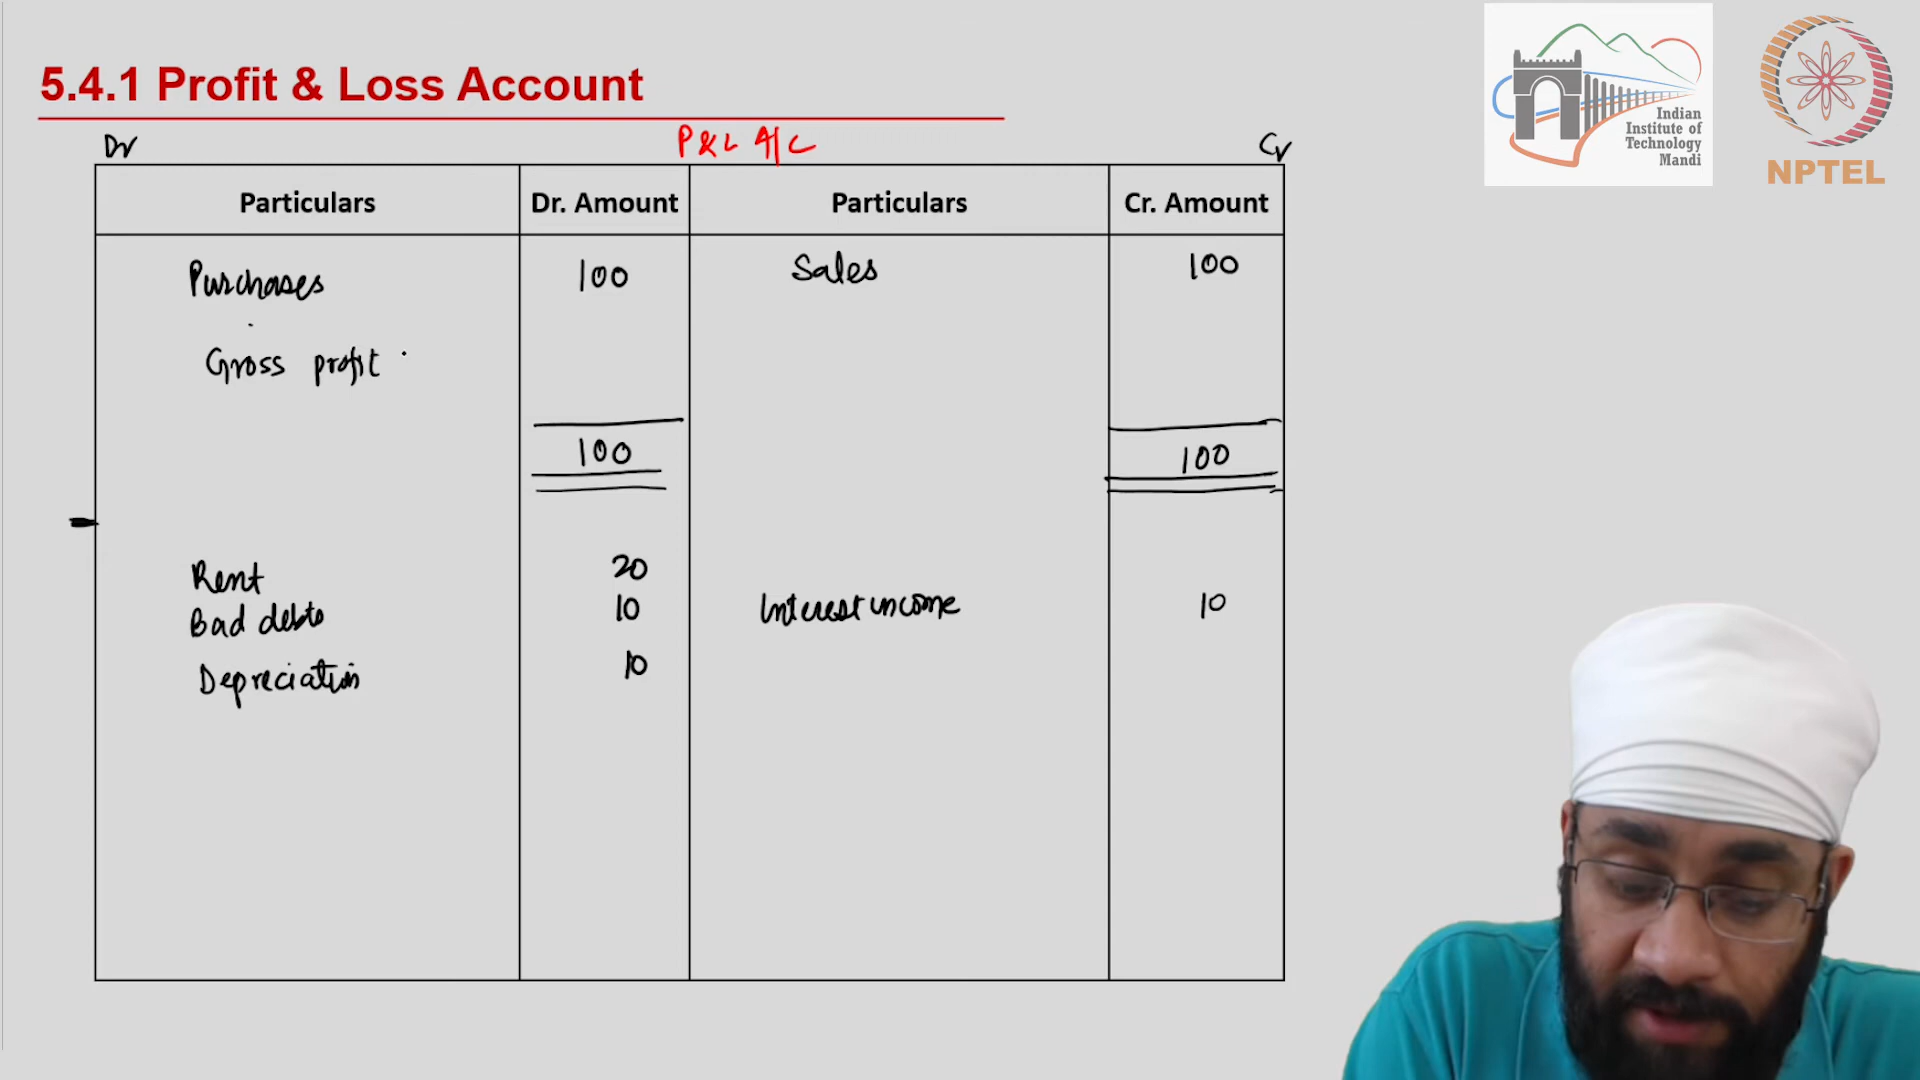 5.4.1 Profit & Loss Account
Indian
Institute of
Technology
Mandi
NPTEL
Dr
P & L A/C
Cr
Particulars Dr. Amount Particulars Cr. Amount
Purchases 100 Sales 100
Gross profit
100 100
Rent 20
Bad debts 10 Interest income 10
Depreciation 10